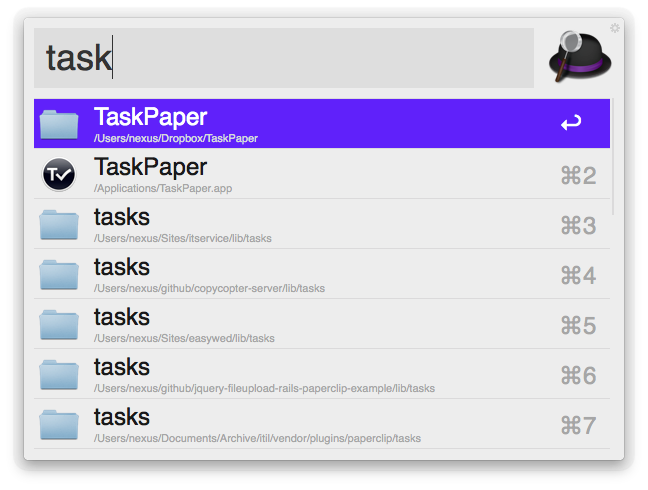 task
TaskPaper
/Users/nexus/Dropbox/TaskPaper
TaskPaper
/Applications/TaskPaper.app
⌘2
tasks
/Users/nexus/Sites/itservice/lib/tasks
⌘3
tasks
/Users/nexus/github/copycopter-server/lib/tasks
⌘4
tasks
/Users/nexus/Sites/easywed/lib/tasks
⌘5
tasks
/Users/nexus/github/jquery-fileupload-rails-paperclip-example/lib/tasks
⌘6
tasks
/Users/nexus/Documents/Archive/itil/vendor/plugins/paperclip/tasks
⌘7